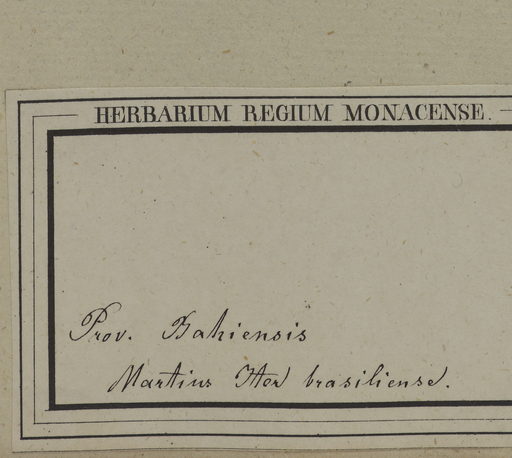 HERBARIUM REGIUM MONACENSE.
Prov. Bahiensis
Martius Iter brasiliense.